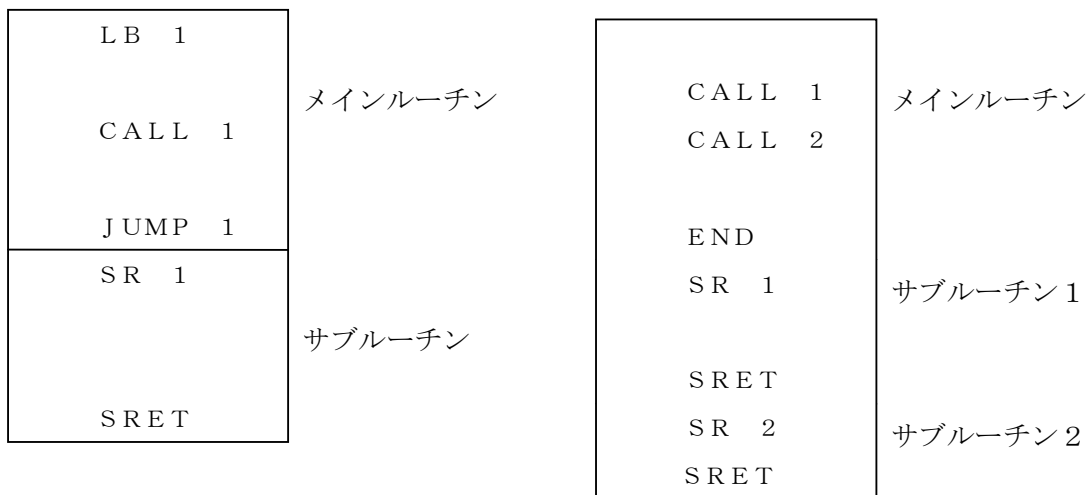 ＬＢ　１
メインルーチン
ＣＡＬＬ　１
ＪＵＭＰ　１
ＳＲ　１
サブルーチン
ＳＲＥＴ
ＣＡＬＬ　１
メインルーチン
ＣＡＬＬ　２
ＥＮＤ
ＳＲ　１
サブルーチン１
ＳＲＥＴ
ＳＲ　２
サブルーチン２
ＳＲＥＴ